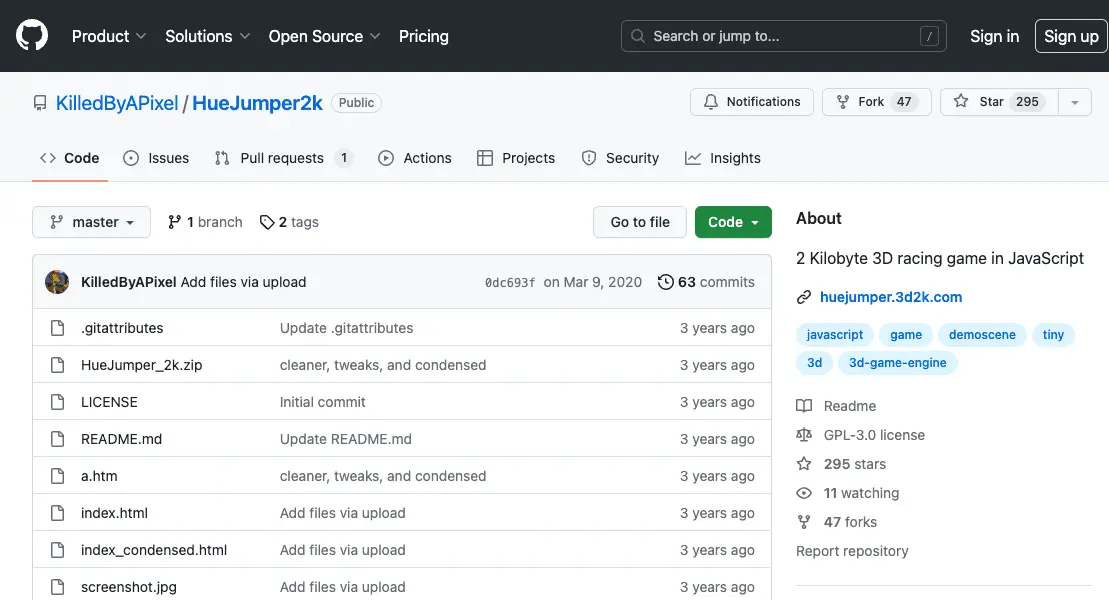 Product Solutions Open Source Pricing Search or jump to... / Sign in Sign up
KilledByAPixel / HueJumper2k Public Notifications Fork 47 Star 295
Code Issues Pull requests 1 Actions Projects Security Insights
master 1 branch 2 tags Go to file Code
KilledByAPixel Add files via upload 0dc693f on Mar 9, 2020 63 commits
.gitattributes Update .gitattributes 3 years ago
HueJumper_2k.zip cleaner, tweaks, and condensed 3 years ago
LICENSE Initial commit 3 years ago
README.md Update README.md 3 years ago
a.htm cleaner, tweaks, and condensed 3 years ago
index.html Add files via upload 3 years ago
index_condensed.html Add files via upload 3 years ago
screenshot.jpg Add files via upload 3 years ago
About
2 Kilobyte 3D racing game in JavaScript
huejumper.3d2k.com
javascript game demoscene tiny
3d 3d-game-engine
Readme
GPL-3.0 license
295 stars
11 watching
47 forks
Report repository